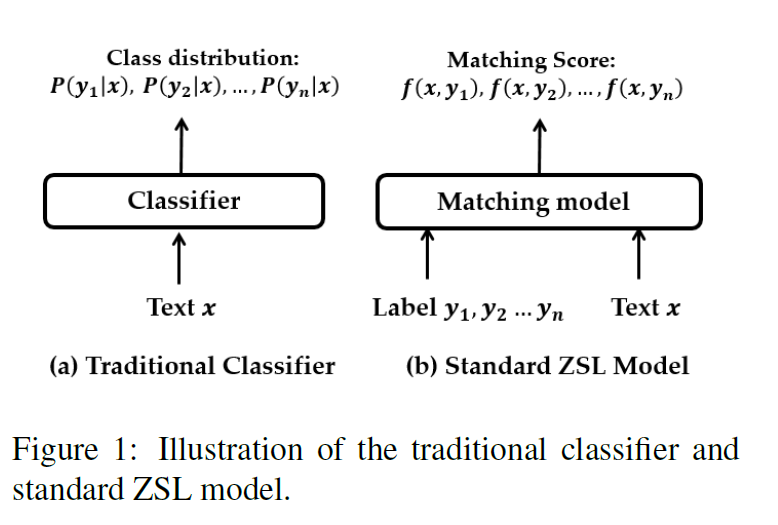 Class distribution:
P(y₁|x), P(y₂|x), ..., P(yₙ|x)
Classifier
Text x
(a) Traditional Classifier
Matching Score:
f(x, y₁), f(x, y₂), ..., f(x, yₙ)
Matching model
Label y₁, y₂ ... yₙ
Text x
(b) Standard ZSL Model
Figure 1: Illustration of the traditional classifier and
standard ZSL model.